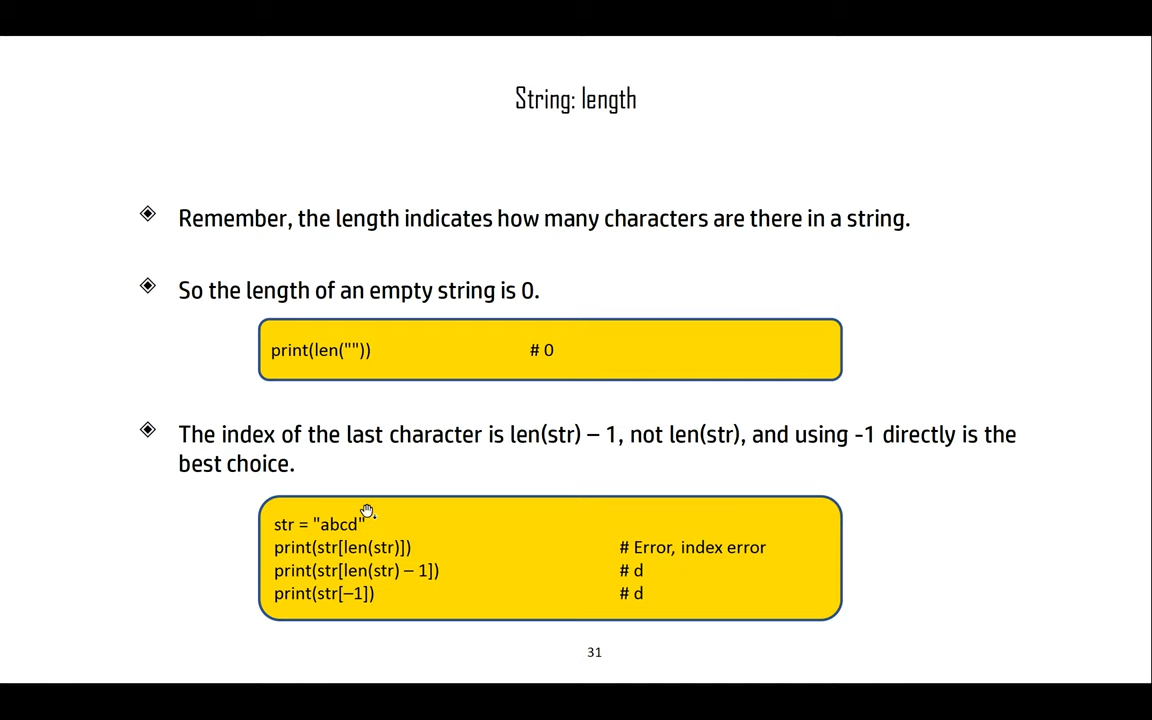 String: length
Remember, the length indicates how many characters are there in a string.
So the length of an empty string is 0.
print(len("")) # 0
The index of the last character is len(str) – 1, not len(str), and using -1 directly is the
best choice.
str = "abcd"
print(str[len(str)]) # Error, index error
print(str[len(str) – 1]) # d
print(str[–1]) # d
31